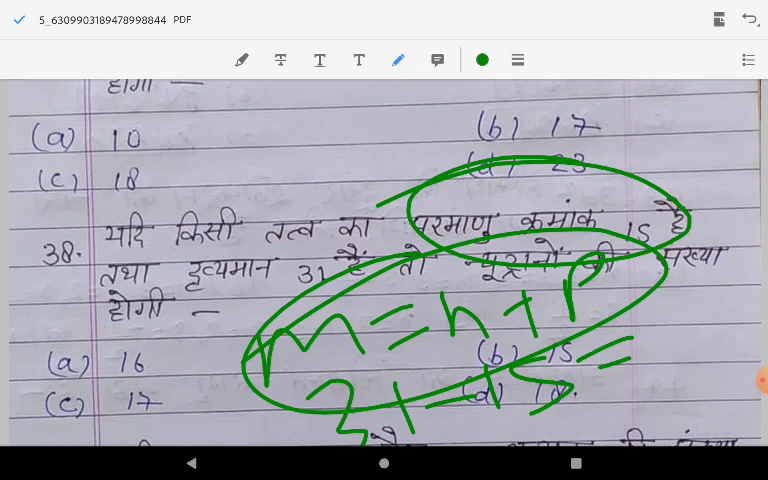 5_6309903189478998844 PDF
होगी —
(a) 10 (b) 17
(c) 18 (d) 23
38. यदि किसी तत्व का परमाणु क्रमांक 15 है
तथा द्रव्यमान 31 है तो न्यूट्रानों की संख्या
होगी —
m = n + P
(a) 16 (b) 15
(c) 17 (d) 18.
31 = 15